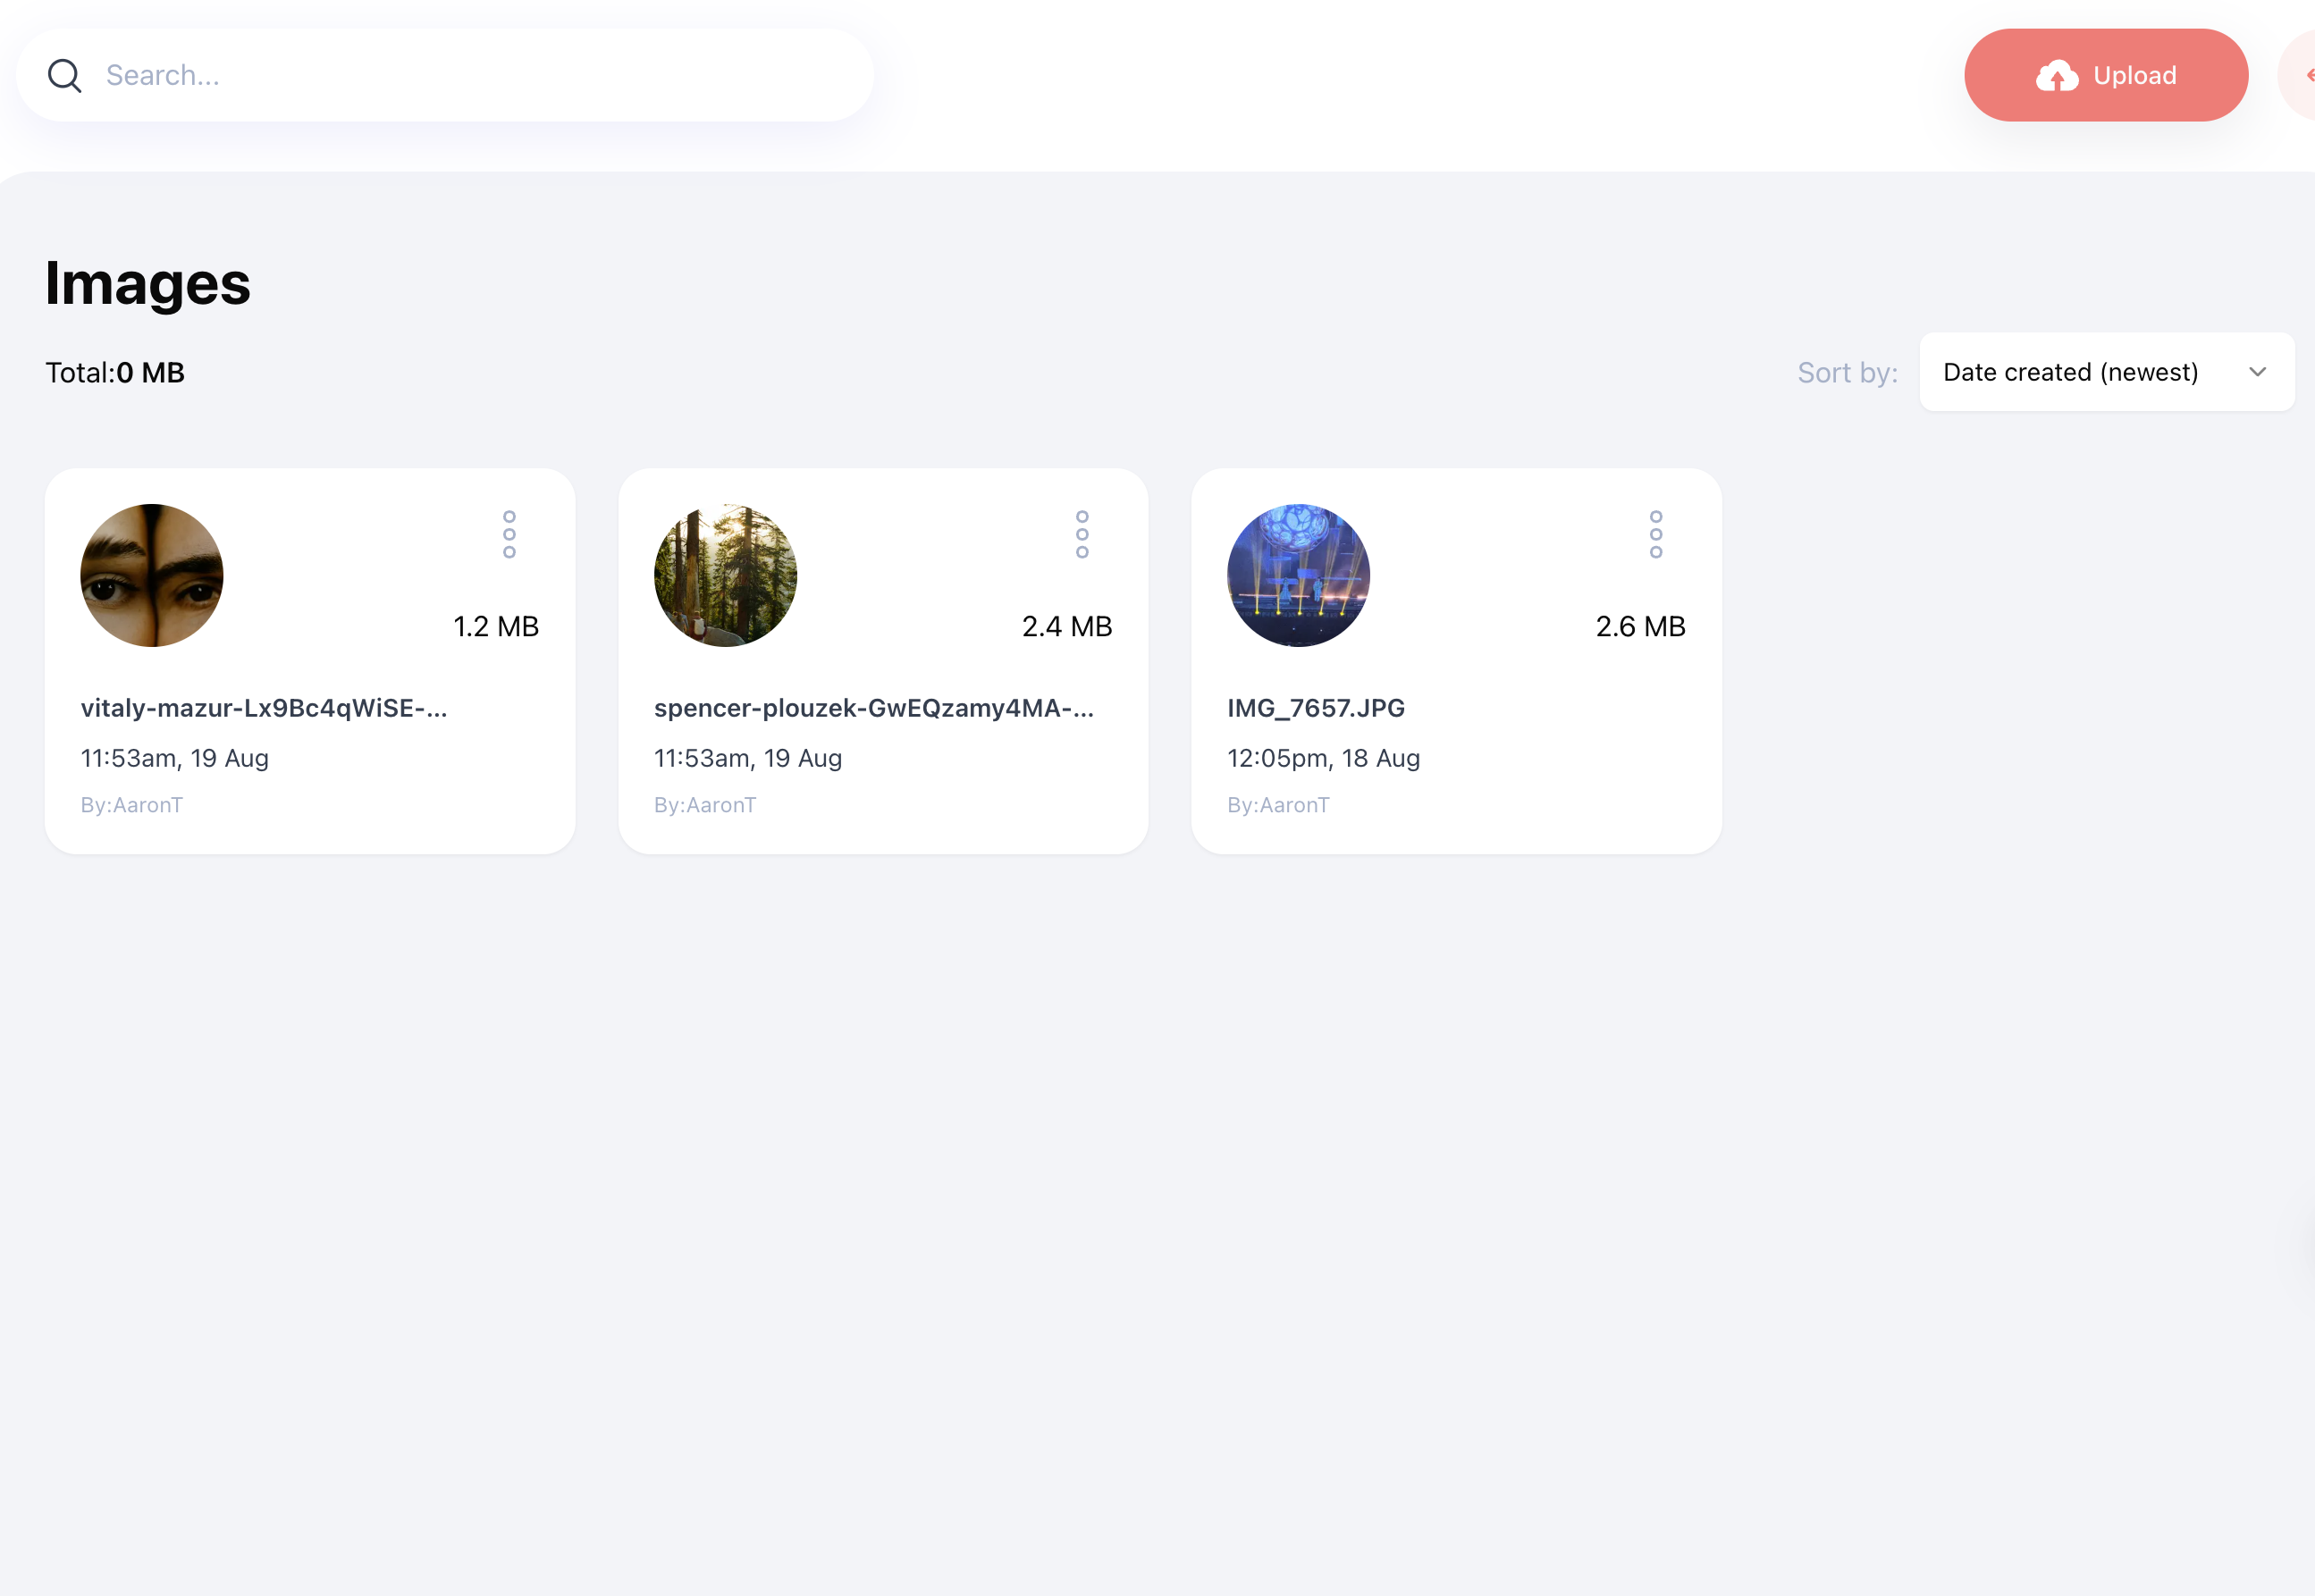 Search...
Upload
Images
Total:0 MB
Sort by:
Date created (newest)
1.2 MB
vitaly-mazur-Lx9Bc4qWiSE-...
11:53am, 19 Aug
By:AaronT
2.4 MB
spencer-plouzek-GwEQzamy4MA-...
11:53am, 19 Aug
By:AaronT
2.6 MB
IMG_7657.JPG
12:05pm, 18 Aug
By:AaronT